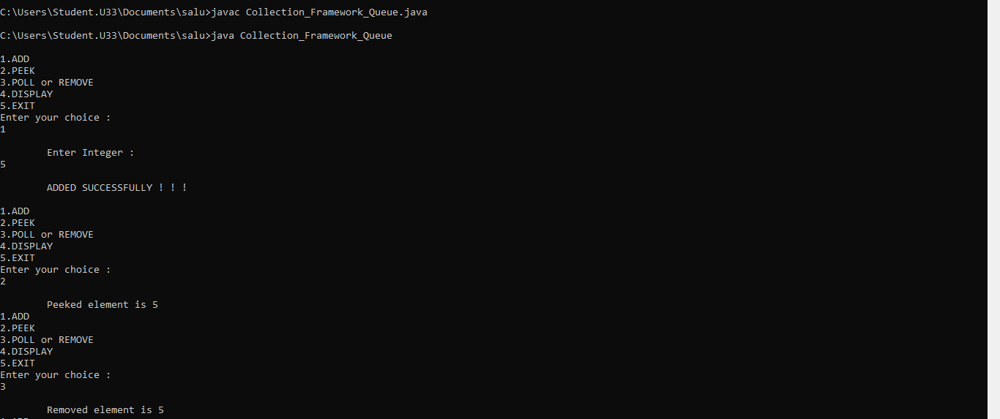 C:\Users\Student.U33\Documents\salu>javac Collection_Framework_Queue.java
C:\Users\Student.U33\Documents\salu>java Collection_Framework_Queue
1.ADD
2.PEEK
3.POLL or REMOVE
4.DISPLAY
5.EXIT
Enter your choice :
1
Enter Integer :
5
ADDED SUCCESSFULLY ! ! !
1.ADD
2.PEEK
3.POLL or REMOVE
4.DISPLAY
5.EXIT
Enter your choice :
2
Peeked element is 5
1.ADD
2.PEEK
3.POLL or REMOVE
4.DISPLAY
5.EXIT
Enter your choice :
3
Removed element is 5